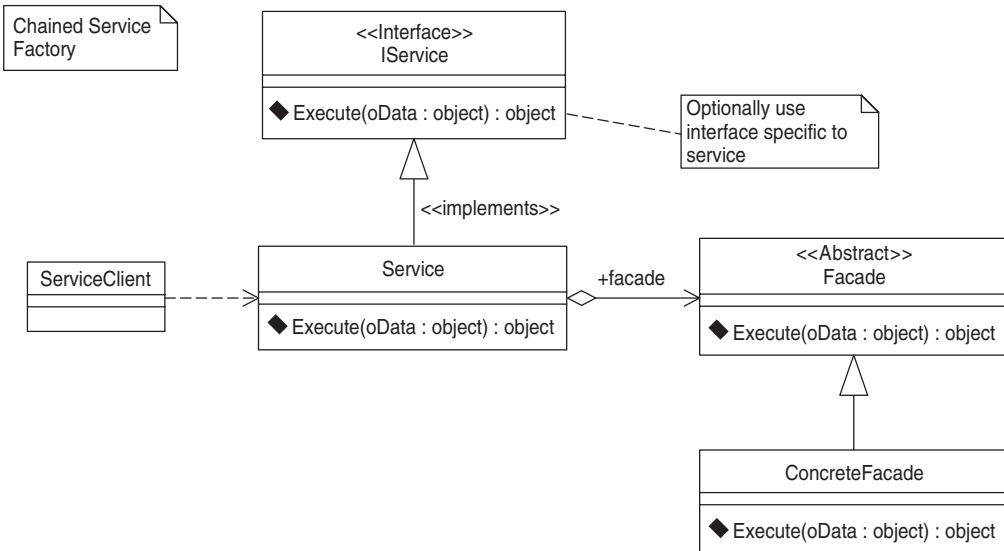 Chained Service
Factory
<<Interface>>
IService
Execute(oData : object) : object
Optionally use
interface specific to
service
<<implements>>
ServiceClient
Service
Execute(oData : object) : object
+facade
<<Abstract>>
Facade
Execute(oData : object) : object
ConcreteFacade
Execute(oData : object) : object